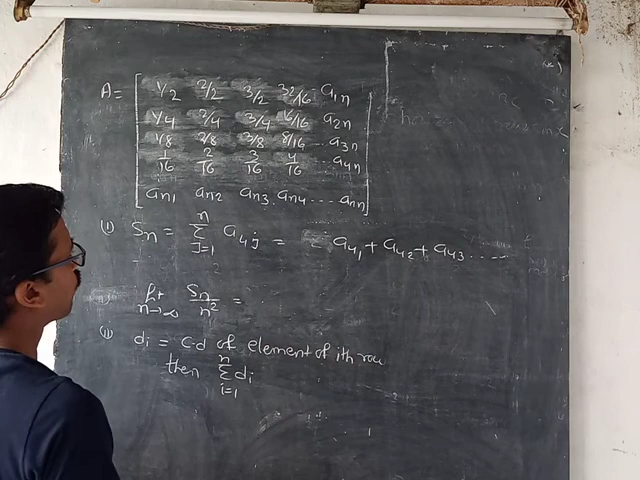 A = [ 1/2 2/2 3/2 32/16 a1n
1/4 2/4 3/4 16/16 a2n
1/8 2/8 3/8 8/16 ... a3n
1/16 2/16 3/16 4/16 ... a4n
an1 an2 an3 an4 .... ann ]
(i) Sn = Σ_{J=1}^{n} a4j = a41 + a42 + a43 .....
Lt_{n→∞} Sn/n² =
(ii) di = c.d of element of ith row
then Σ_{i=1}^{n} di